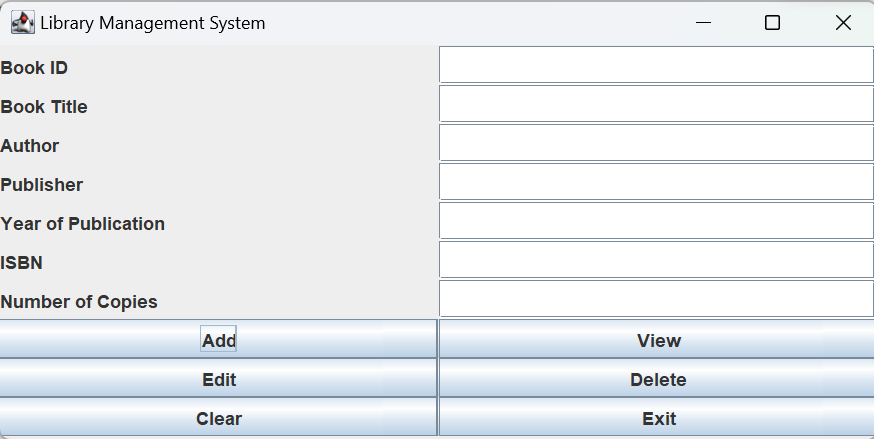 Library Management System
Book ID
Book Title
Author
Publisher
Year of Publication
ISBN
Number of Copies
Add View
Edit Delete
Clear Exit